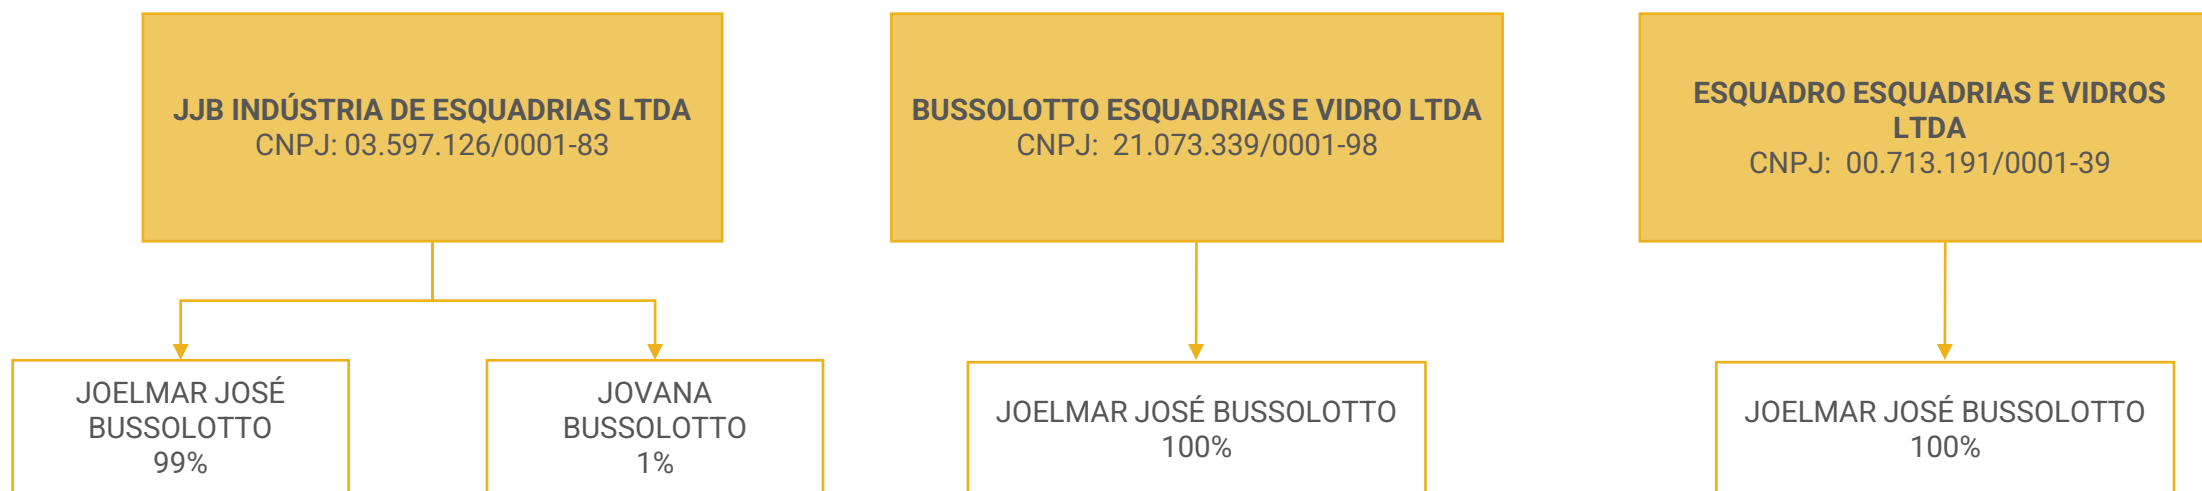 JJB INDÚSTRIA DE ESQUADRIAS LTDA
CNPJ: 03.597.126/0001-83
BUSSOLOTTO ESQUADRIAS E VIDRO LTDA
CNPJ:  21.073.339/0001-98
ESQUADRO ESQUADRIAS E VIDROS
LTDA
CNPJ:  00.713.191/0001-39
JOELMAR JOSÉ
BUSSOLOTTO
99%
JOVANA
BUSSOLOTTO
1%
JOELMAR JOSÉ BUSSOLOTTO
100%
JOELMAR JOSÉ BUSSOLOTTO
100%